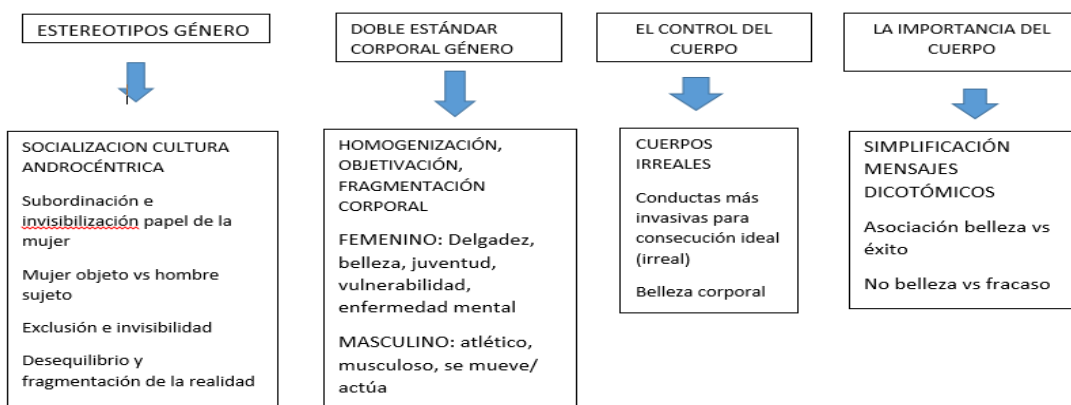 ESTEREOTIPOS GÉNERO
DOBLE ESTÁNDAR
CORPORAL GÉNERO
EL CONTROL DEL
CUERPO
LA IMPORTANCIA DEL
CUERPO
SOCIALIZACION CULTURA
ANDROCÉNTRICA
Subordinación e
invisibilización papel de la
mujer
Mujer objeto vs hombre
sujeto
Exclusión e invisibilidad
Desequilibrio y
fragmentación de la realidad
HOMOGENIZACIÓN,
OBJETIVACIÓN,
FRAGMENTACIÓN
CORPORAL
FEMENINO: Delgadez,
belleza, juventud,
vulnerabilidad,
enfermedad mental
MASCULINO: atlético,
musculoso, se mueve/
actúa
CUERPOS
IRREALES
Conductas más
invasivas para
consecución ideal
(irreal)
Belleza corporal
SIMPLIFICACIÓN
MENSAJES
DICOTÓMICOS
Asociación belleza vs
éxito
No belleza vs fracaso